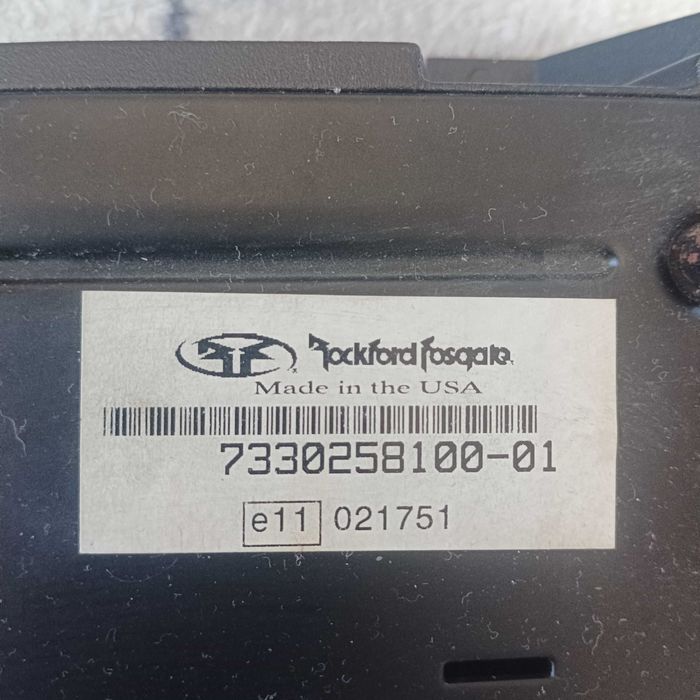 Rockford Fosgate
Made in the USA
7330258100-01
e11 021751